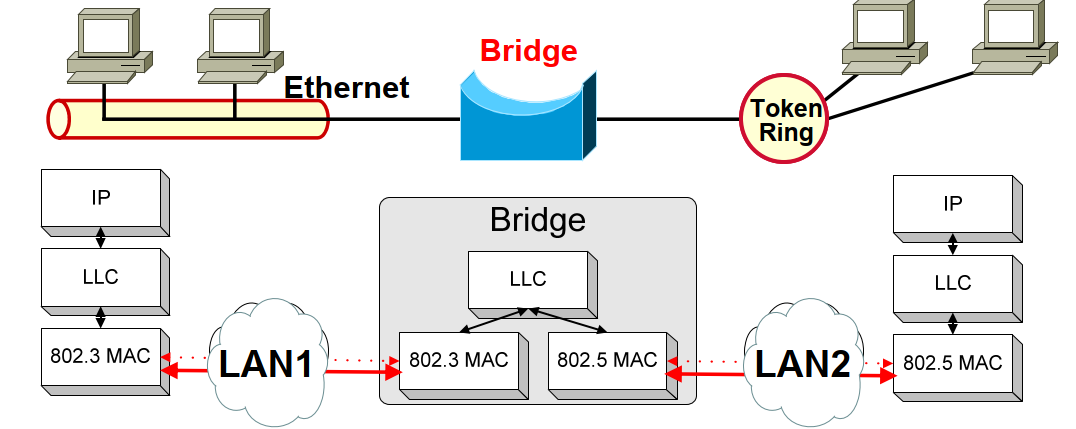 Bridge
Ethernet
Token
Ring
IP
LLC
802.3 MAC
LAN1
Bridge
LLC
802.3 MAC
802.5 MAC
LAN2
IP
LLC
802.5 MAC